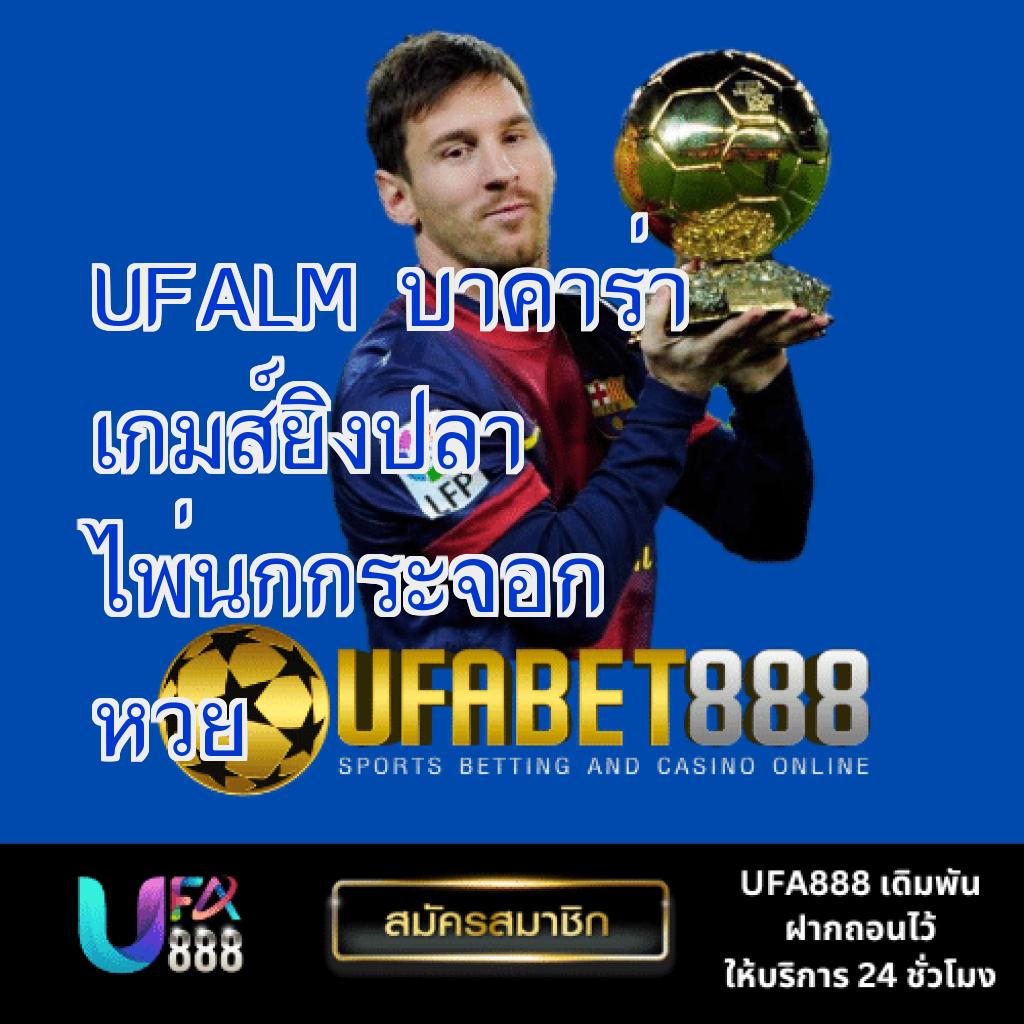 UFALM บาคาร่า
เกมส์ยิงปลา
ไพ่นกกระจอก
หวย
UFABET888
SPORTS BETTING AND CASINO ONLINE
LFP
UFA
888
สมัครสมาชิก
UFA888 เดิมพัน
ฝากถอนไว้
ให้บริการ 24 ชั่วโมง